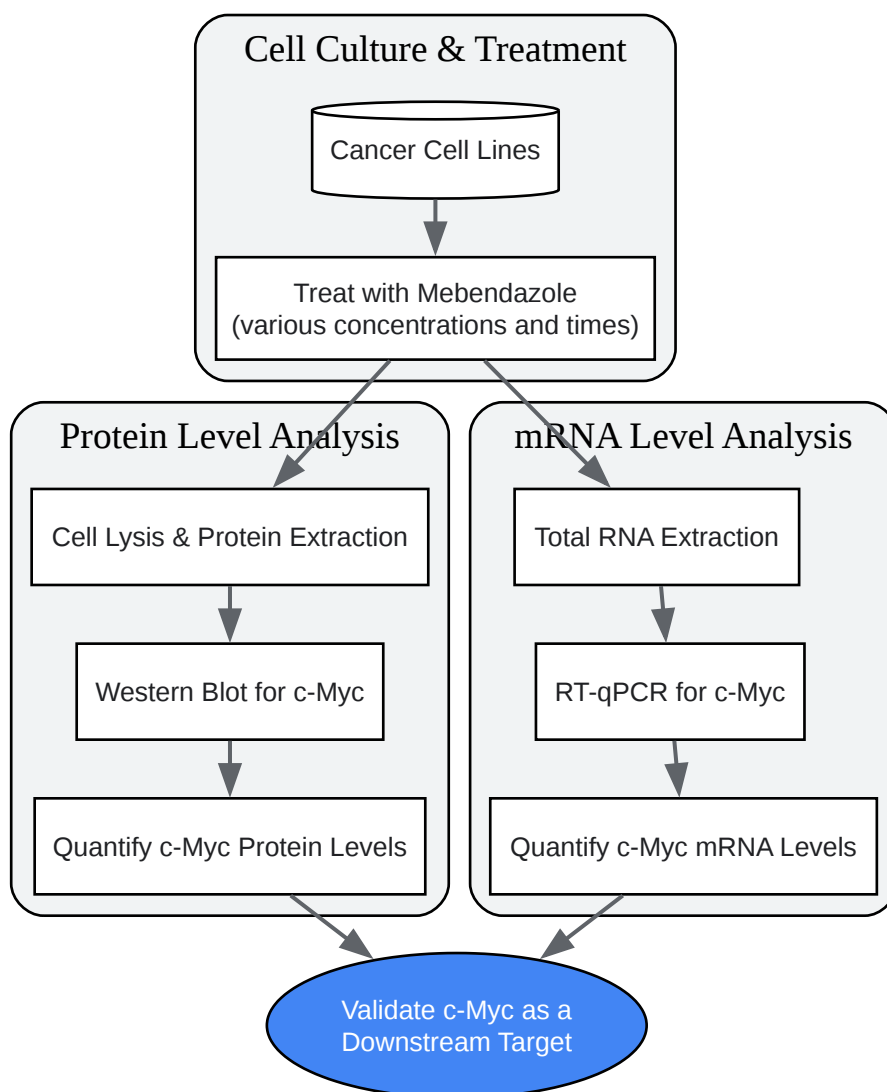 Cell Culture & Treatment
Cancer Cell Lines
Treat with Mebendazole
(various concentrations and times)
Protein Level Analysis
Cell Lysis & Protein Extraction
Western Blot for c-Myc
Quantify c-Myc Protein Levels
mRNA Level Analysis
Total RNA Extraction
RT-qPCR for c-Myc
Quantify c-Myc mRNA Levels
Validate c-Myc as a
Downstream Target